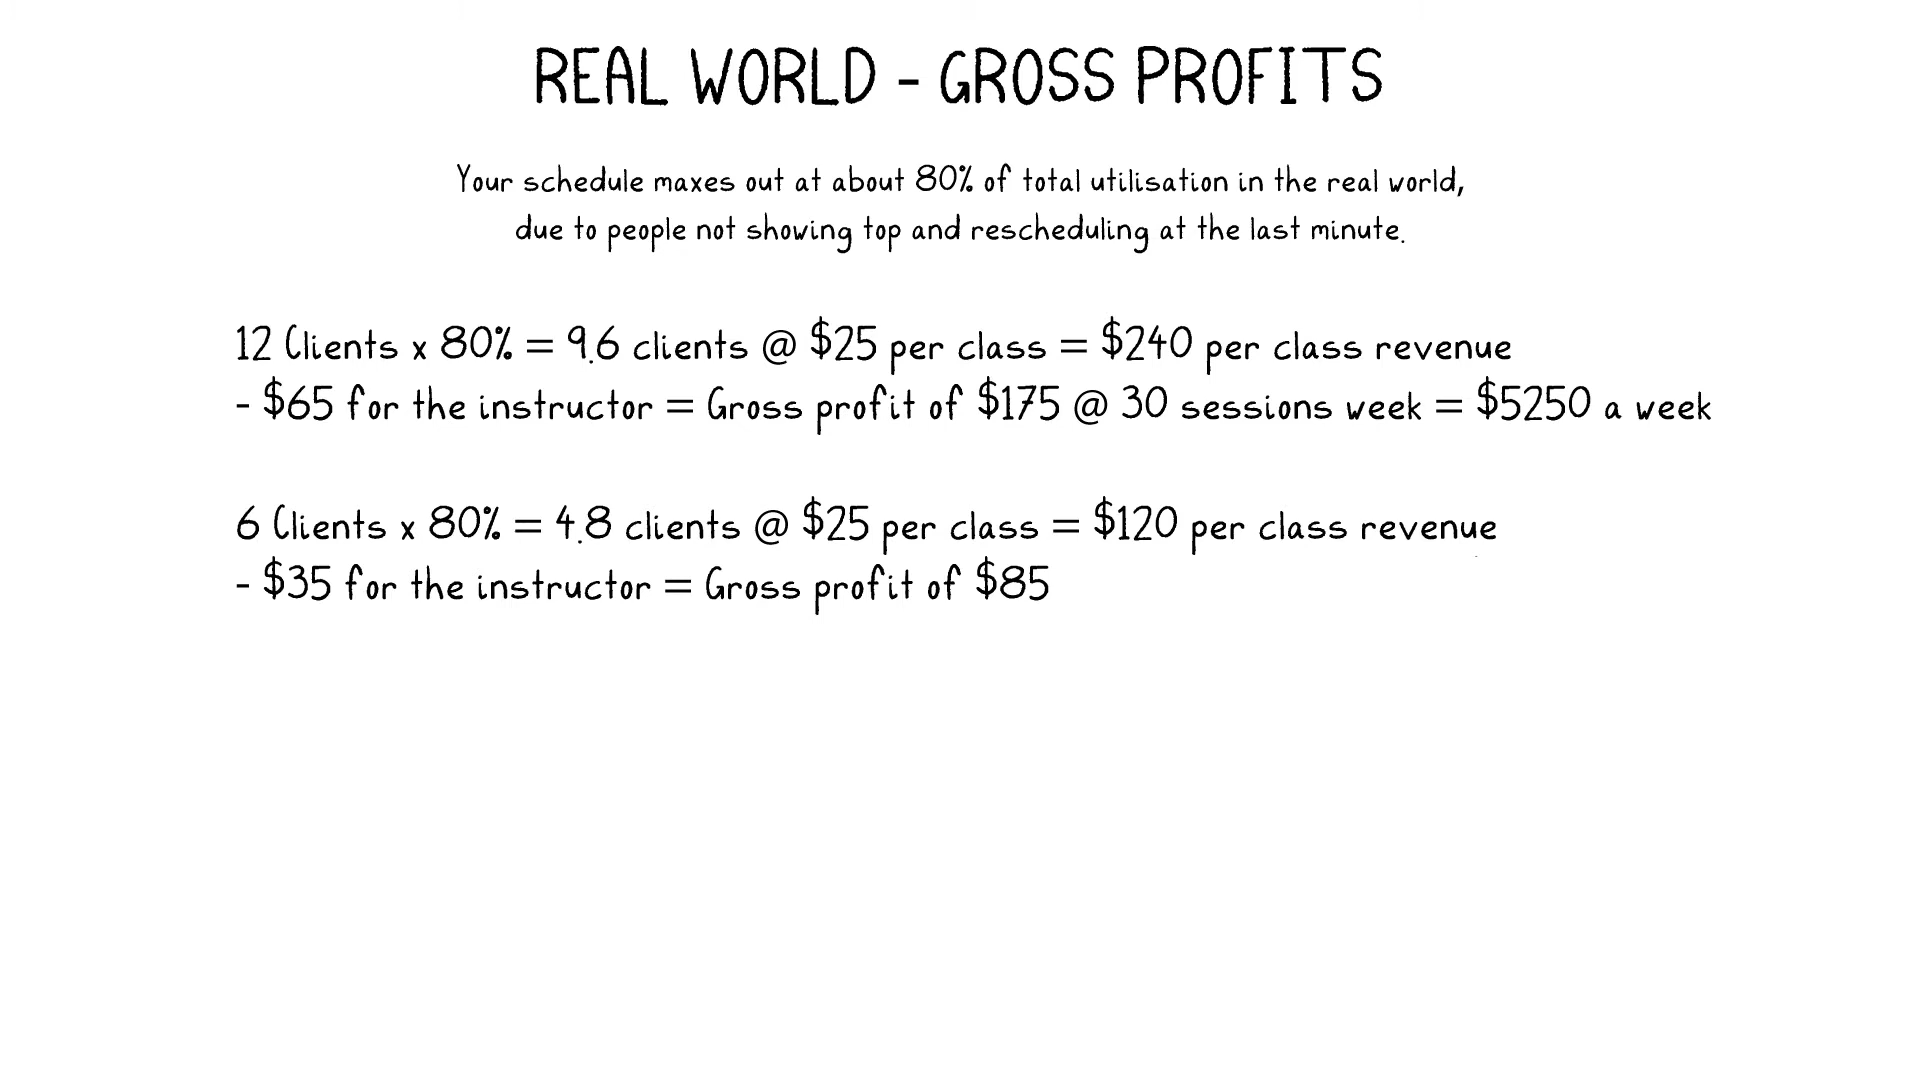 REAL WORLD - GROSS PROFITS
Your schedule maxes out at about 80% of total utilisation in the real world,
due to people not showing top and rescheduling at the last minute.
12 Clients x 80% = 9.6 clients @ $25 per class = $240 per class revenue
- $65 for the instructor = Gross profit of $175 @ 30 sessions week = $5250 a week
6 Clients x 80% = 4.8 clients @ $25 per class = $120 per class revenue
- $35 for the instructor = Gross profit of $85